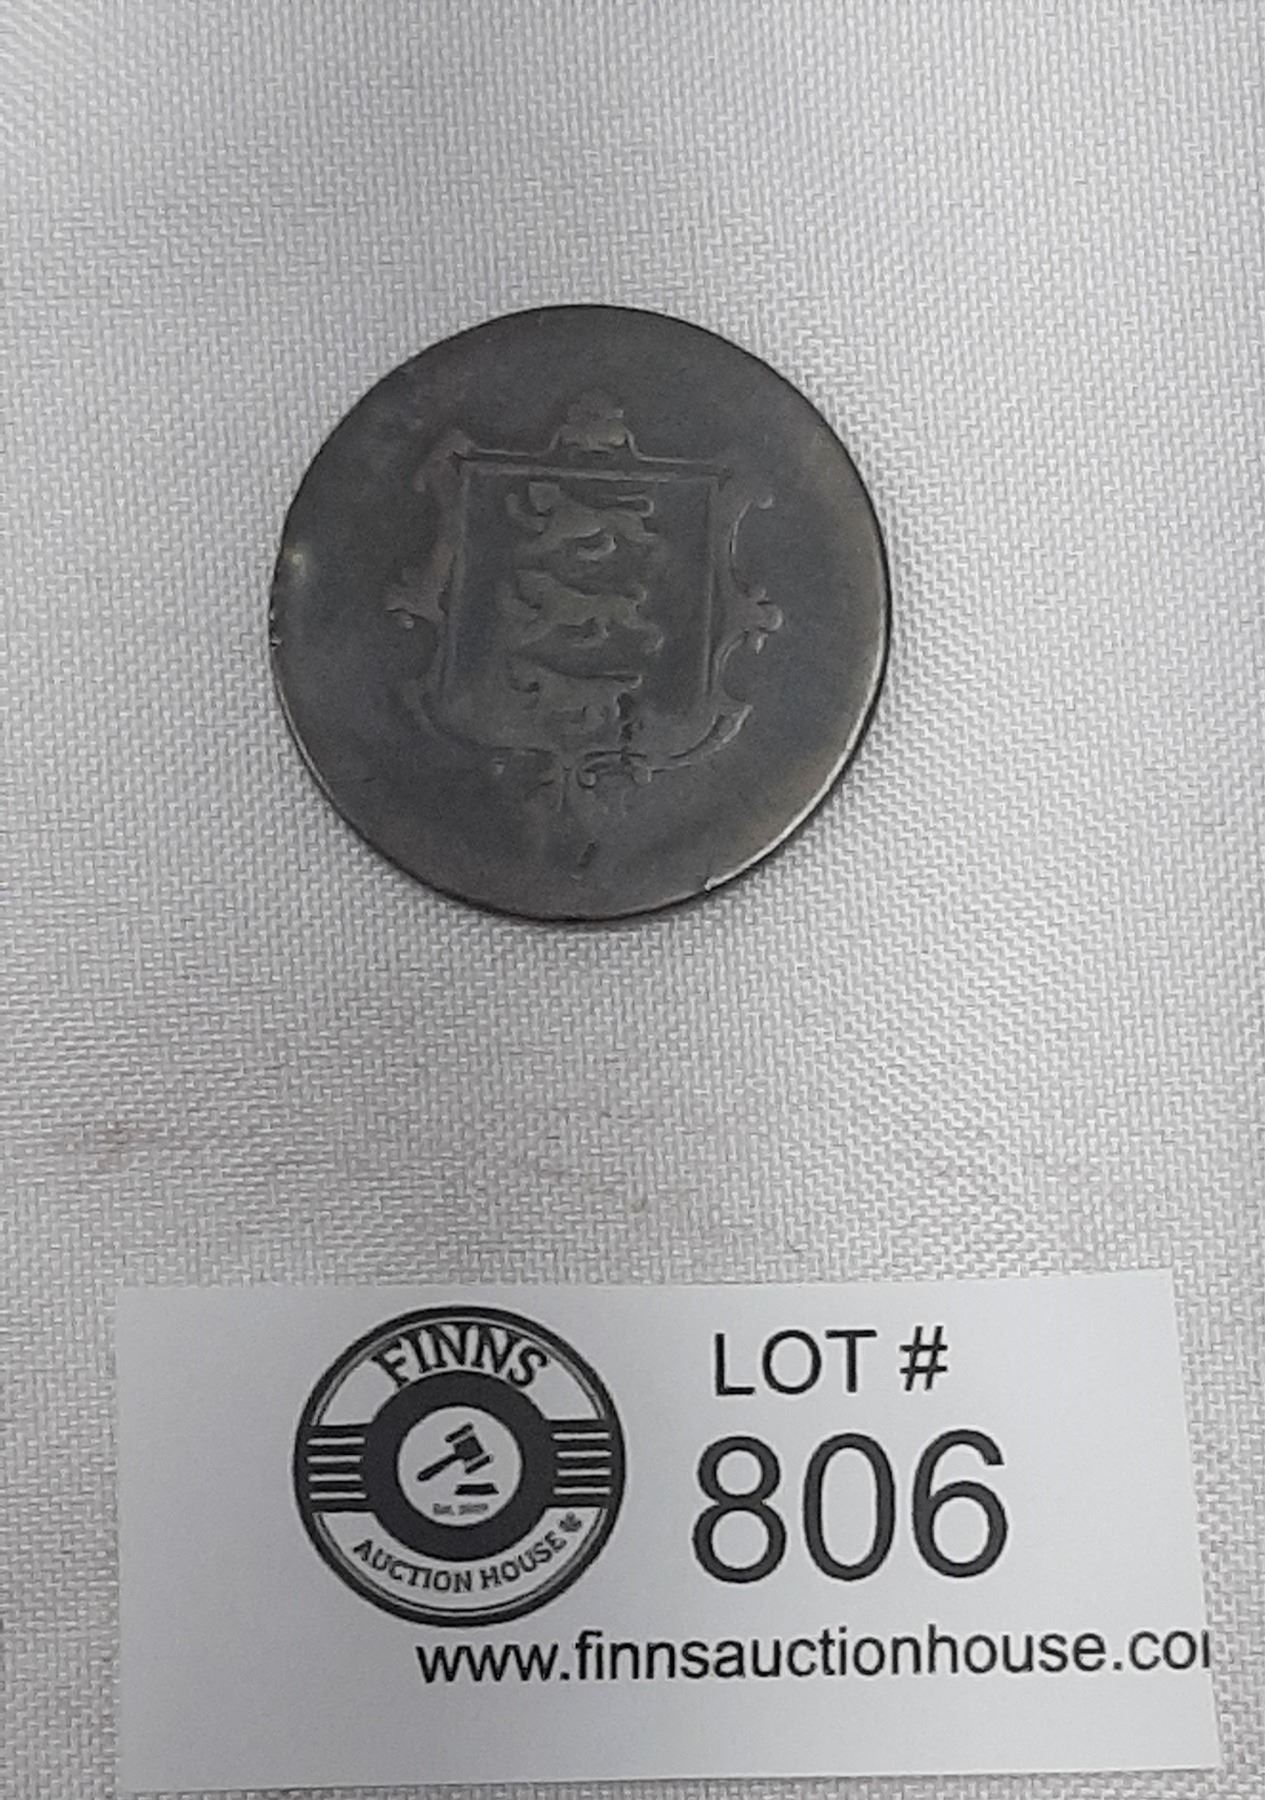 FINNS
AUCTION HOUSE
LOT #
806
www.finnsauctionhouse.co